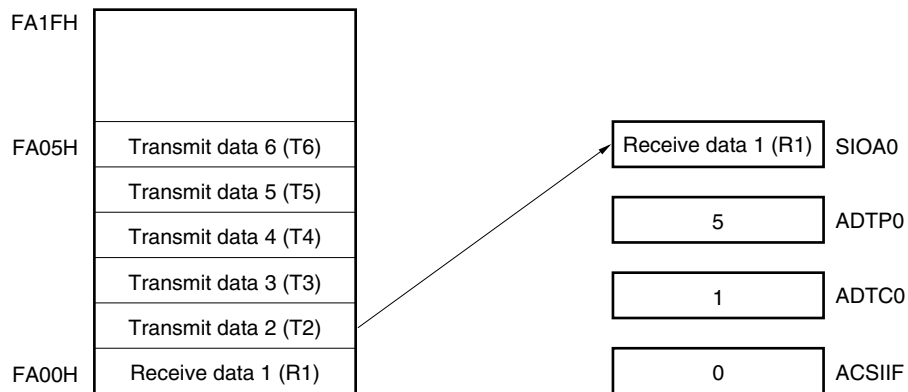 FA1FH
FA05H Transmit data 6 (T6) Receive data 1 (R1) SIOA0
Transmit data 5 (T5) 5 ADTP0
Transmit data 4 (T4)
Transmit data 3 (T3) 1 ADTC0
Transmit data 2 (T2)
FA00H Receive data 1 (R1) 0 ACSIIF